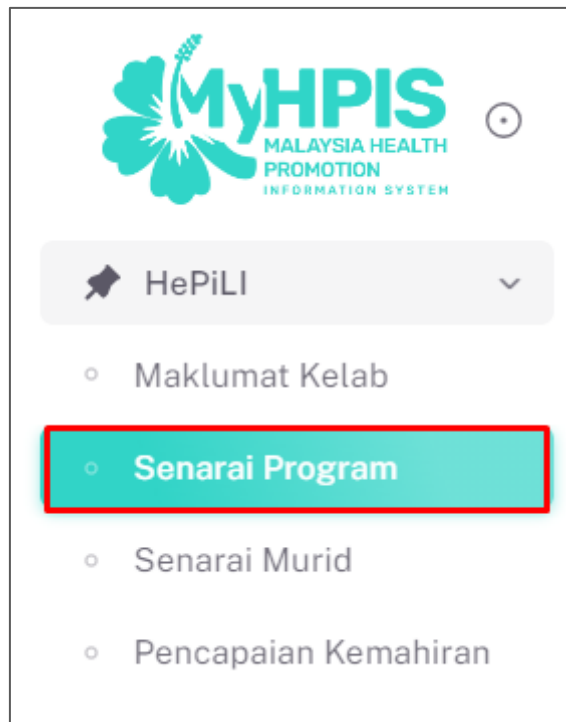 MyHPIS
MALAYSIA HEALTH
PROMOTION
INFORMATION SYSTEM
HePiLI
Maklumat Kelab
Senarai Program
Senarai Murid
Pencapaian Kemahiran